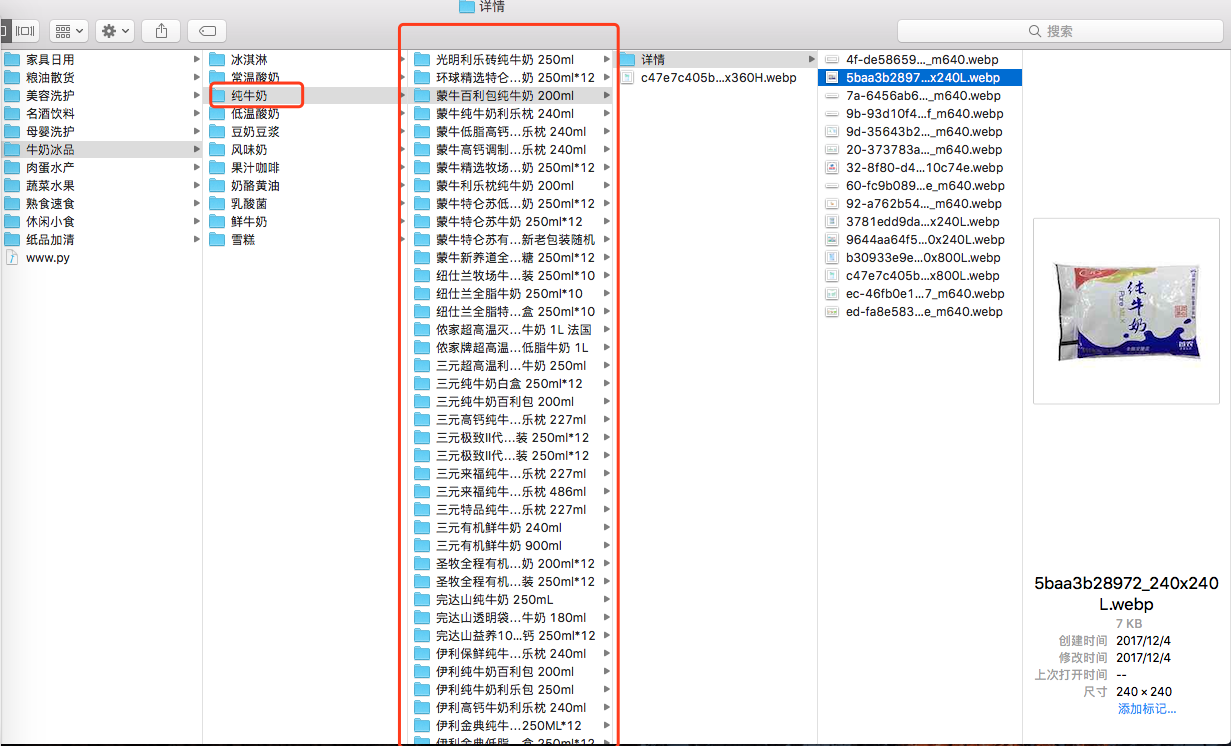 详情
搜索
家具日用
粮油散货
美容洗护
名酒饮料
母婴洗护
牛奶冰品
肉蛋水产
蔬菜水果
熟食速食
休闲小食
纸品加清
www.py
冰淇淋
常温酸奶
纯牛奶
低温酸奶
豆奶豆浆
风味奶
果汁咖啡
奶酪黄油
乳酸菌
鲜牛奶
雪糕
光明利乐砖纯牛奶 250ml
环球精选特仑…奶 250ml*12
蒙牛百利包纯牛奶 200ml
蒙牛纯牛奶利乐枕 240ml
蒙牛低脂高钙…乐枕 240ml
蒙牛高钙调制…乐枕 240ml
蒙牛精选牧场…奶 250ml*12
蒙牛利乐枕纯牛奶 200ml
蒙牛特仑苏低…奶 250ml*12
蒙牛特仑苏牛奶 250ml*12
蒙牛特仑苏有…新老包装随机
蒙牛新养道全…糖 250ml*12
纽仕兰牧场牛…装 250ml*10
纽仕兰全脂牛奶 250ml*10
纽仕兰全脂特…盒 250ml*10
侬家超高温灭…牛奶 1L 法国
侬家牌超高温…低脂牛奶 1L
三元超高温利…牛奶 250ml
三元纯牛奶白盒 250ml*12
三元纯牛奶百利包 200ml
三元高钙纯牛…乐枕 227ml
三元极致II代…装 250ml*12
三元极致II代…装 250ml*12
三元来福纯牛…乐枕 227ml
三元来福纯牛…乐枕 486ml
三元特品纯牛…乐枕 227ml
三元有机鲜牛奶 240ml
三元有机鲜牛奶 900ml
圣牧全程有机…奶 200ml*12
圣牧全程有机…装 250ml*12
完达山纯牛奶 250mL
完达山透明袋…牛奶 180ml
完达山益养10…钙 250ml*12
伊利保鲜纯牛…乐枕 240ml
伊利纯牛奶百利包 200ml
伊利纯牛奶利乐包 250ml
伊利高钙牛奶利乐枕 240ml
伊利金典纯牛…250ML*12
伊利金典低脂…盒 250ml*12
详情
c47e7c405b…x360H.webp
4f-de58659…_m640.webp
5baa3b2897…x240L.webp
7a-6456ab6…_m640.webp
9b-93d10f4…f_m640.webp
9d-35643b2…_m640.webp
20-373783a…_m640.webp
32-8f80-d4…10c74e.webp
60-fc9b089…e_m640.webp
92-a762b54…_m640.webp
3781edd9da…x240L.webp
9644aa64f5…0x240L.webp
b30933e9e…0x800L.webp
c47e7c405b…x800L.webp
ec-46fb0e1…7_m640.webp
ed-fa8e583…e_m640.webp
纯牛奶
Pure MILK
首农
5baa3b28972_240x240
L.webp
7 KB
创建时间 2017/12/4
修改时间 2017/12/4
上次打开时间 --
尺寸 240 × 240
添加标记…